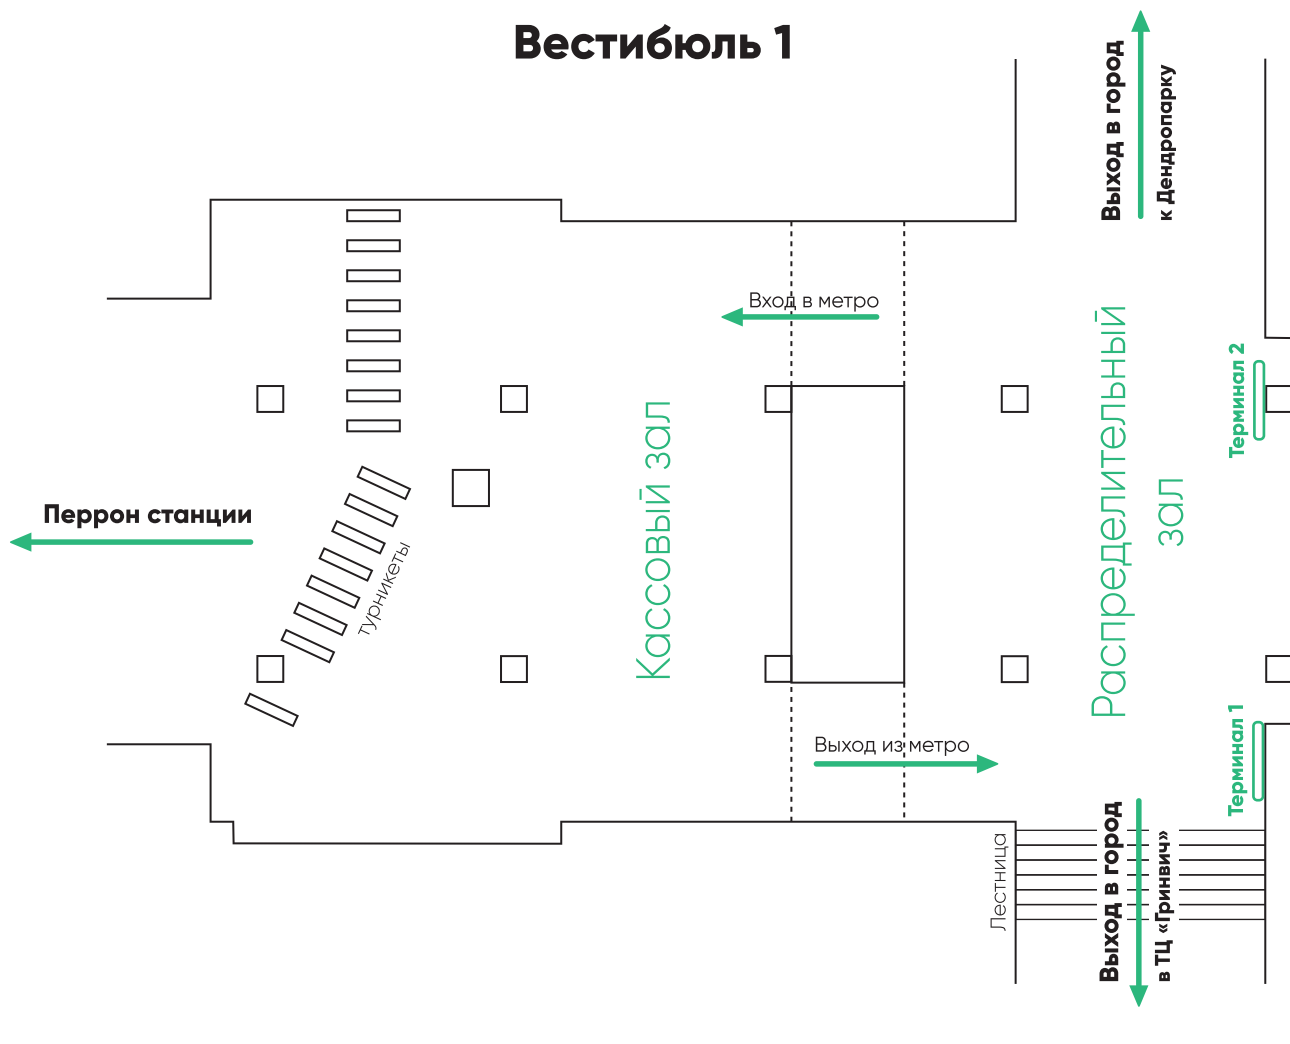 Вестибюль 1
Выход в город
к Дендропарку
Вход в метро
Терминал 2
Распределительный
зал
Кассовый зал
Перрон станции
турникеты
Терминал 1
Выход из метро
Лестница
Выход в город
в ТЦ «Гринвич»